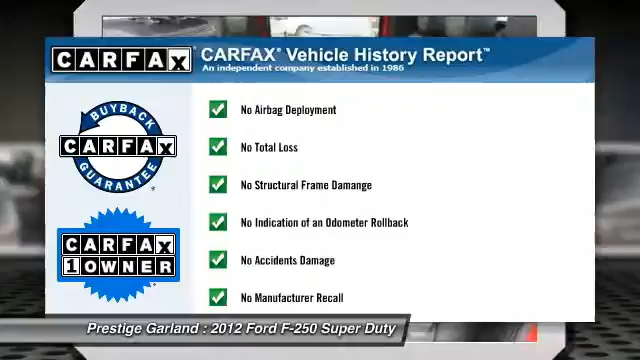 CARFAX
CARFAX® Vehicle History Report™
An independent company established in 1986
BUYBACK
CARFAX
GUARANTEE
CARFAX
1 OWNER
No Airbag Deployment
No Total Loss
No Structural Frame Damange
No Indication of an Odometer Rollback
No Accidents Damage
No Manufacturer Recall
Prestige Garland : 2012 Ford F-250 Super Duty